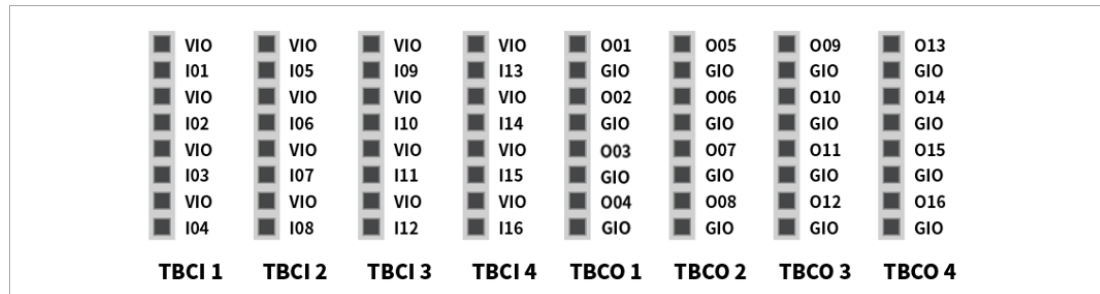 VIO VIO VIO VIO O01 O05 O09 O13
I01 I05 I09 I13 GIO GIO GIO GIO
VIO VIO VIO VIO O02 O06 O10 O14
I02 I06 I10 I14 GIO GIO GIO GIO
VIO VIO VIO VIO O03 O07 O11 O15
I03 I07 I11 I15 GIO GIO GIO GIO
VIO VIO VIO VIO O04 O08 O12 O16
I04 I08 I12 I16 GIO GIO GIO GIO
TBCI 1 TBCI 2 TBCI 3 TBCI 4 TBCO 1 TBCO 2 TBCO 3 TBCO 4